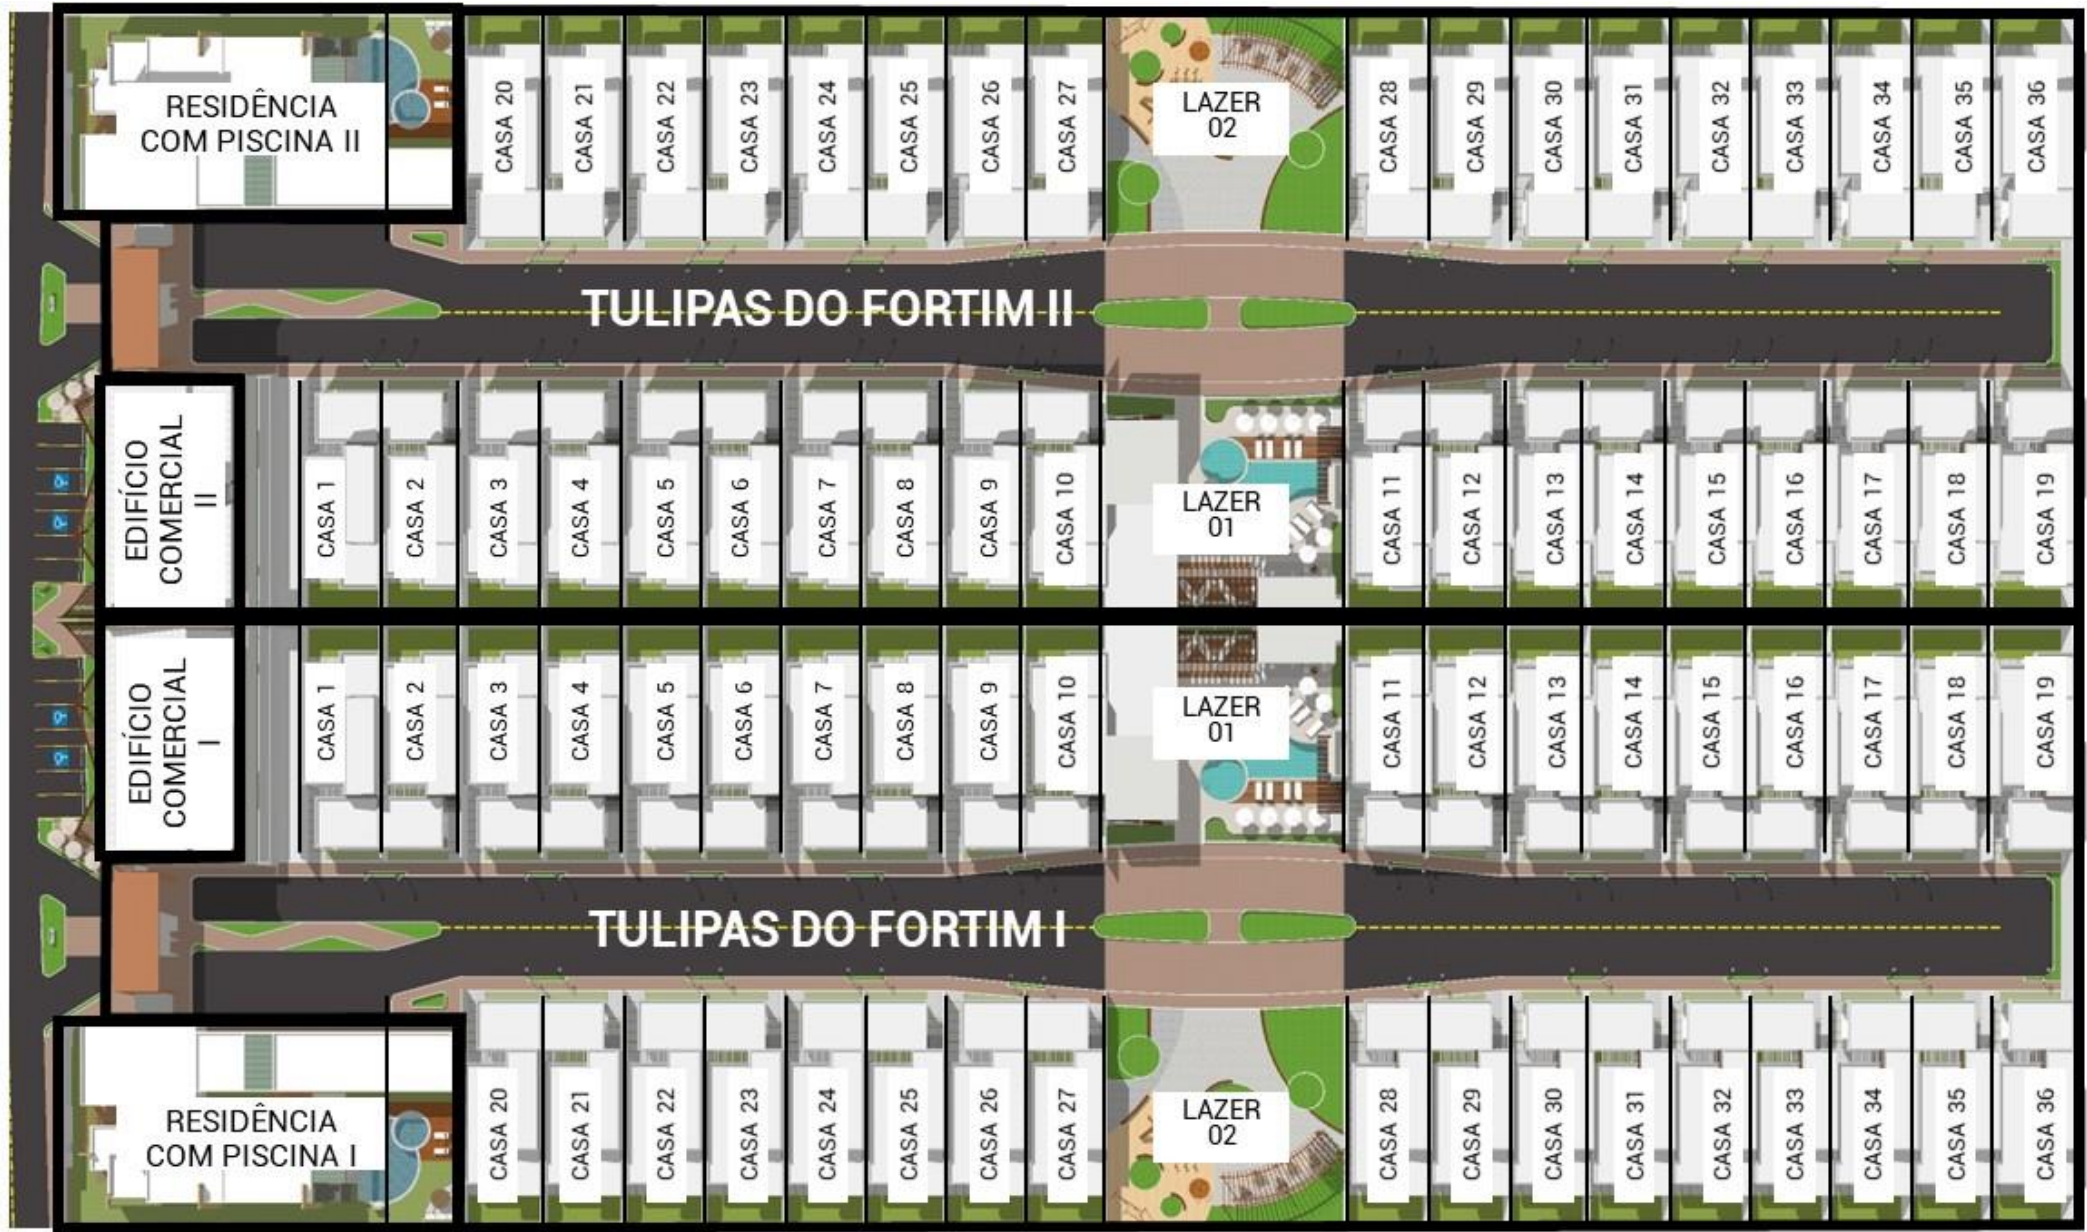 RESIDÊNCIA
COM PISCINA II
CASA 20
CASA 21
CASA 22
CASA 23
CASA 24
CASA 25
CASA 26
CASA 27
LAZER
02
CASA 28
CASA 29
CASA 30
CASA 31
CASA 32
CASA 33
CASA 34
CASA 35
CASA 36
TULIPAS DO FORTIM II
EDIFÍCIO
COMERCIAL
II
CASA 1
CASA 2
CASA 3
CASA 4
CASA 5
CASA 6
CASA 7
CASA 8
CASA 9
CASA 10
LAZER
01
CASA 11
CASA 12
CASA 13
CASA 14
CASA 15
CASA 16
CASA 17
CASA 18
CASA 19
EDIFÍCIO
COMERCIAL
I
CASA 1
CASA 2
CASA 3
CASA 4
CASA 5
CASA 6
CASA 7
CASA 8
CASA 9
CASA 10
LAZER
01
CASA 11
CASA 12
CASA 13
CASA 14
CASA 15
CASA 16
CASA 17
CASA 18
CASA 19
TULIPAS DO FORTIM I
RESIDÊNCIA
COM PISCINA I
CASA 20
CASA 21
CASA 22
CASA 23
CASA 24
CASA 25
CASA 26
CASA 27
LAZER
02
CASA 28
CASA 29
CASA 30
CASA 31
CASA 32
CASA 33
CASA 34
CASA 35
CASA 36